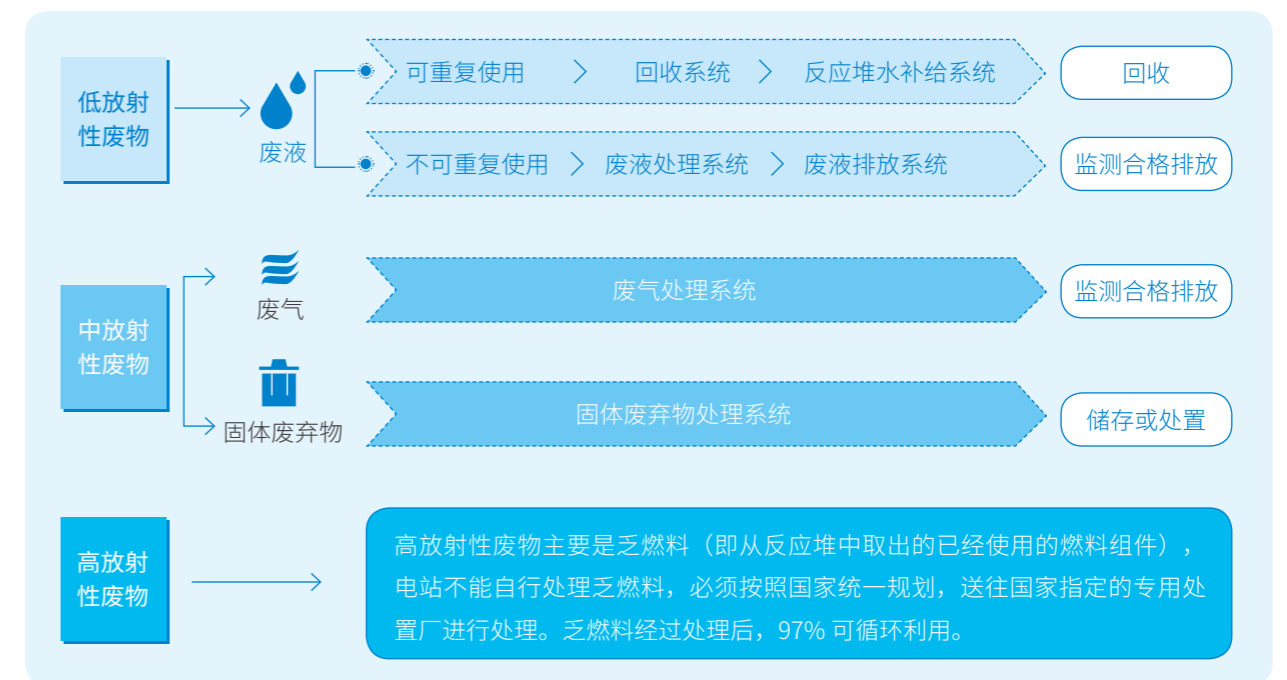 低放射
性废物
废液
可重复使用 > 回收系统 > 反应堆水补给系统
回收
不可重复使用 > 废液处理系统 > 废液排放系统
监测合格排放
中放射
性废物
废气
废气处理系统
监测合格排放
固体废弃物
固体废弃物处理系统
储存或处置
高放射
性废物
高放射性废物主要是乏燃料（即从反应堆中取出的已经使用的燃料组件），
电站不能自行处理乏燃料，必须按照国家统一规划，送往国家指定的专用处
置厂进行处理。乏燃料经过处理后，97% 可循环利用。